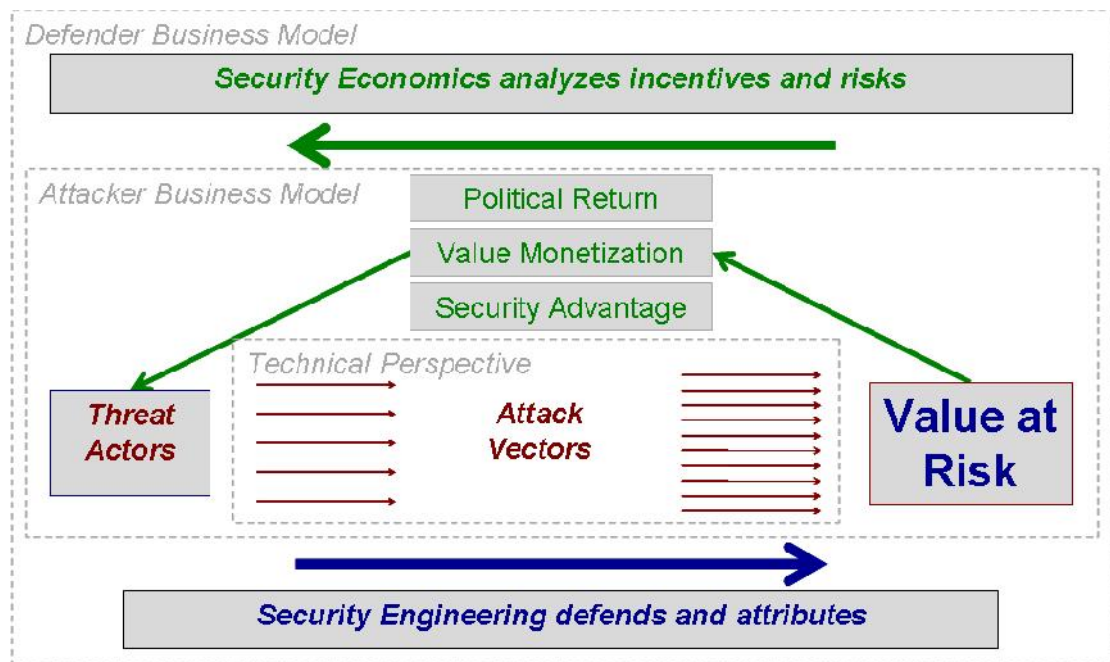 Defender Business Model
Security Economics analyzes incentives and risks
Attacker Business Model
Political Return
Value Monetization
Security Advantage
Technical Perspective
Threat
Actors
Attack
Vectors
Value at
Risk
Security Engineering defends and attributes